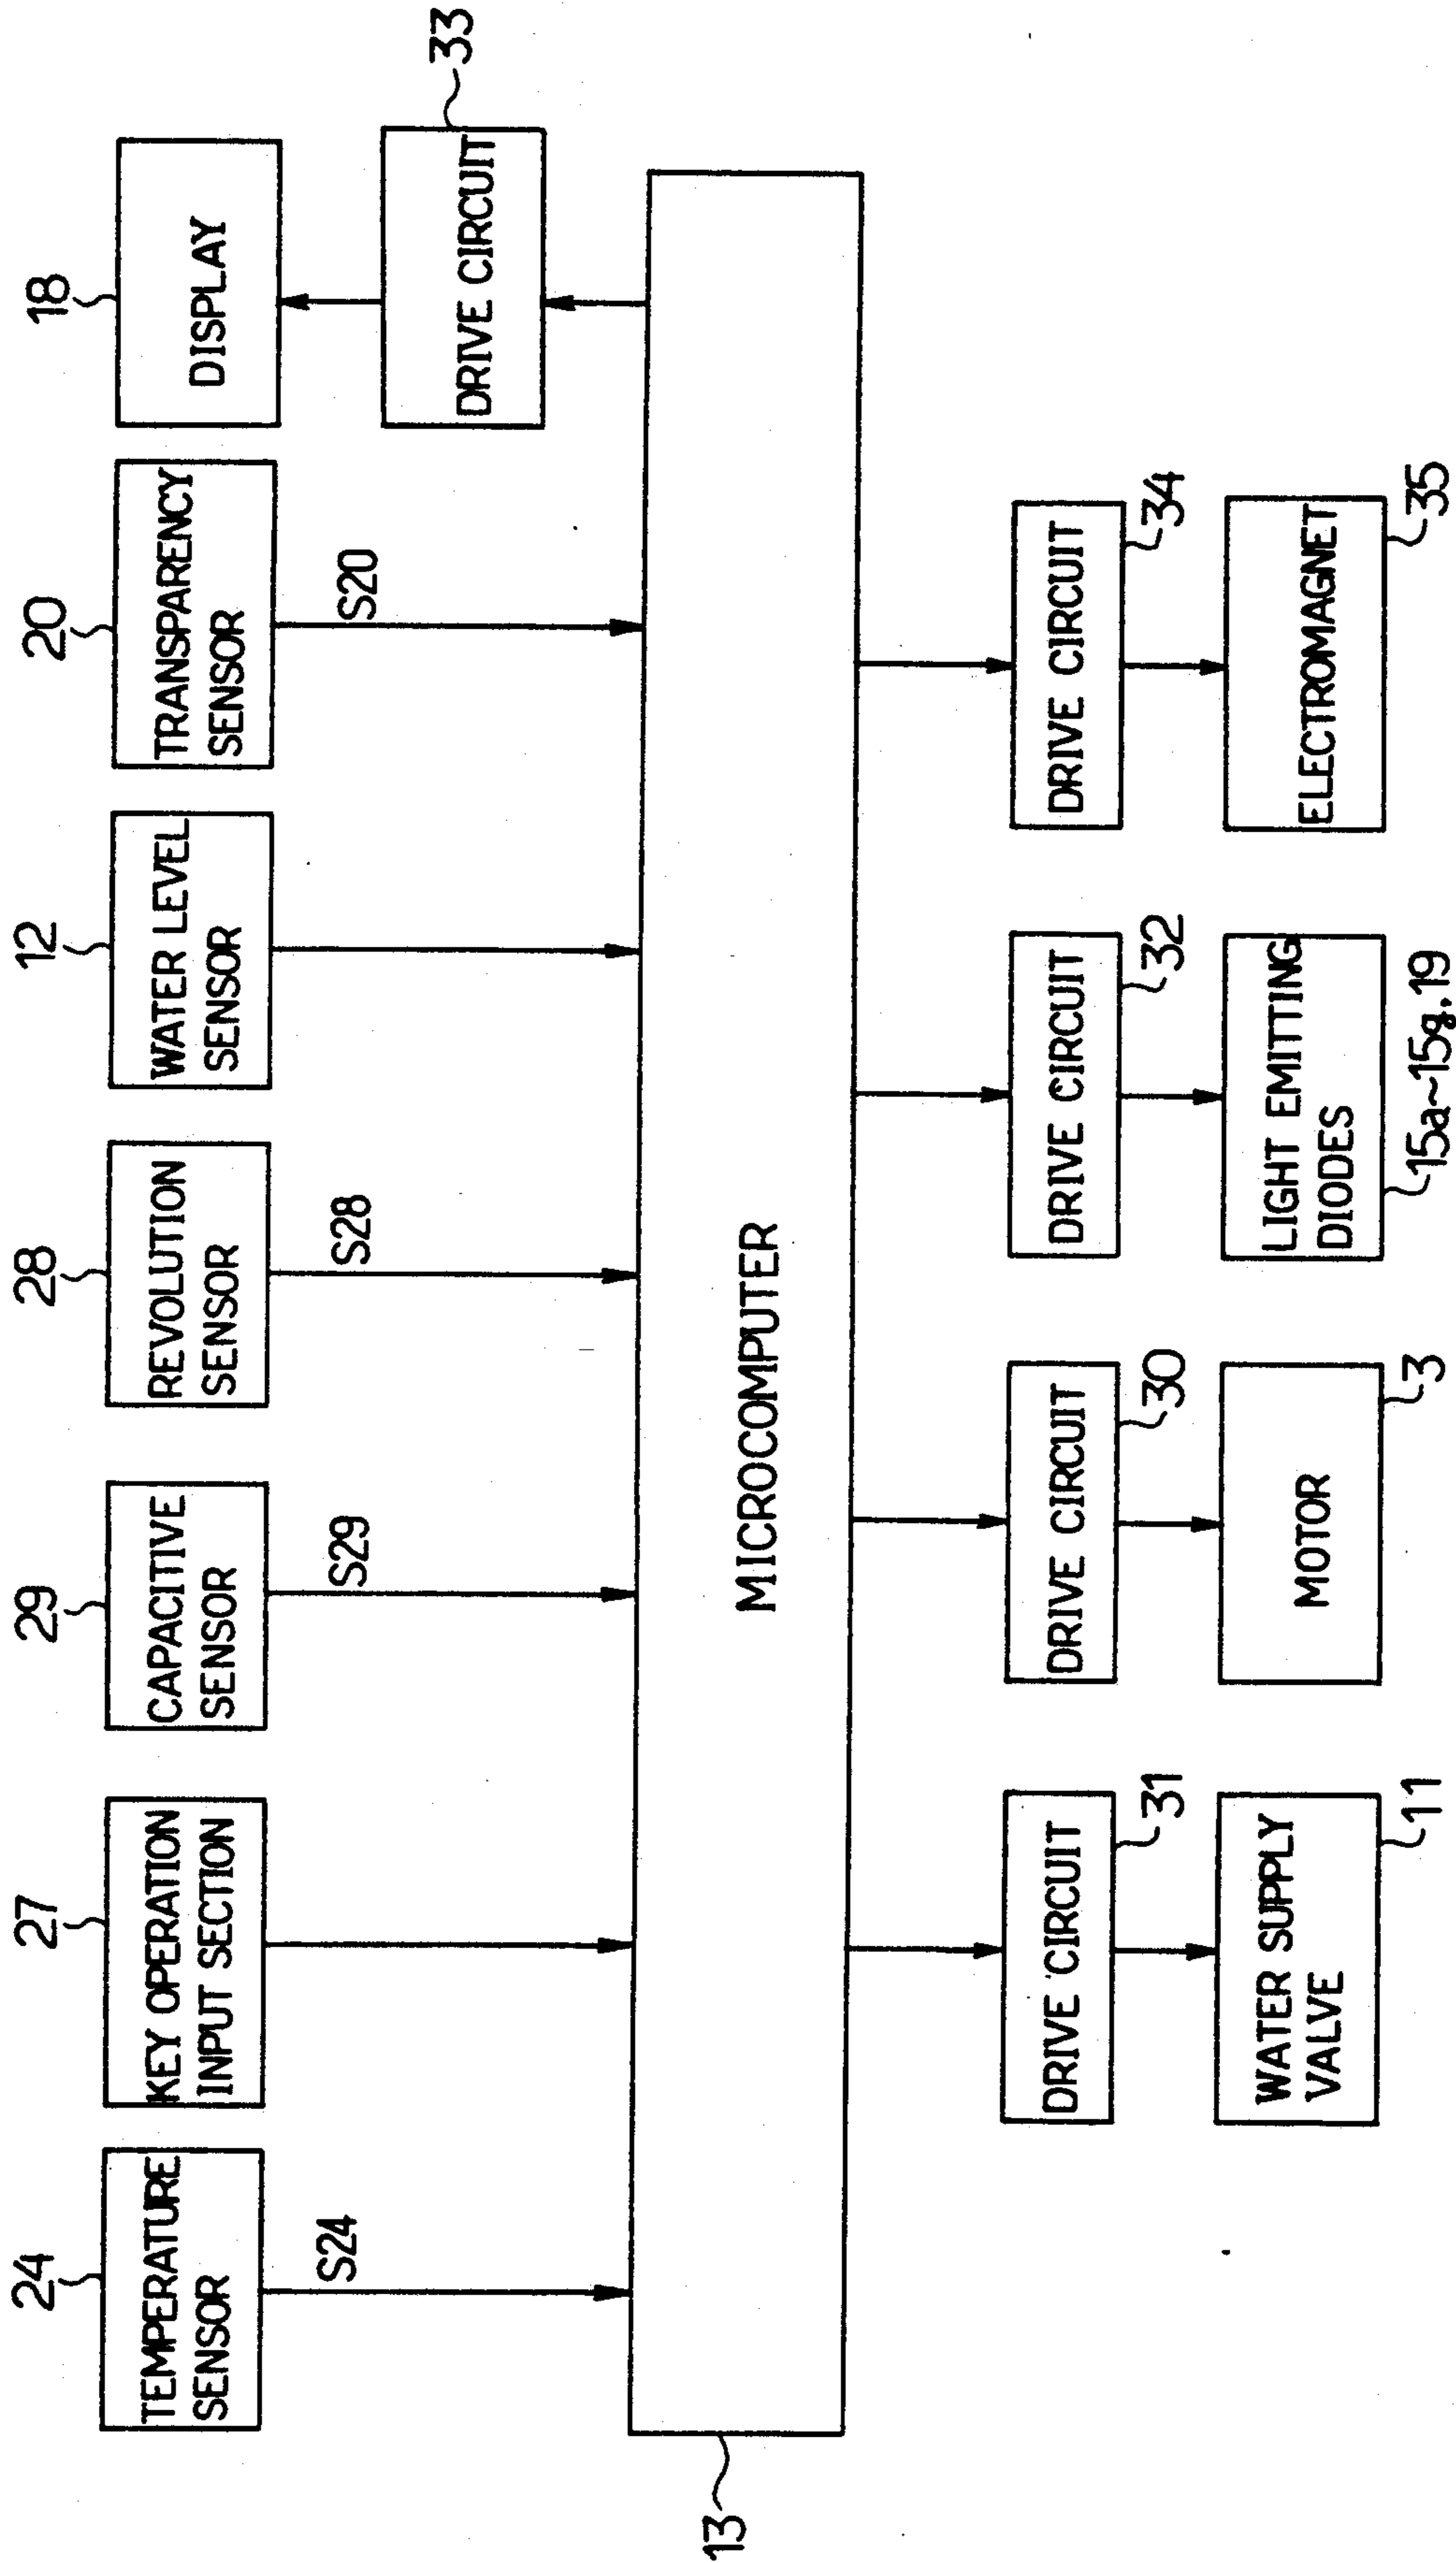 24
27
29
28
12
20
18
TEMPERATURE
SENSOR
KEY OPERATION
INPUT SECTION
CAPACITIVE
SENSOR
REVOLUTION
SENSOR
WATER LEVEL
SENSOR
TRANSPARENCY
SENSOR
DISPLAY
S24
S29
S28
S20
DRIVE CIRCUIT
33
13
MICROCOMPUTER
DRIVE CIRCUIT
31
DRIVE CIRCUIT
30
DRIVE CIRCUIT
32
DRIVE CIRCUIT
34
WATER SUPPLY
VALVE
11
MOTOR
3
LIGHT EMITTING
DIODES
15a~15g.19
ELECTROMAGNET
35